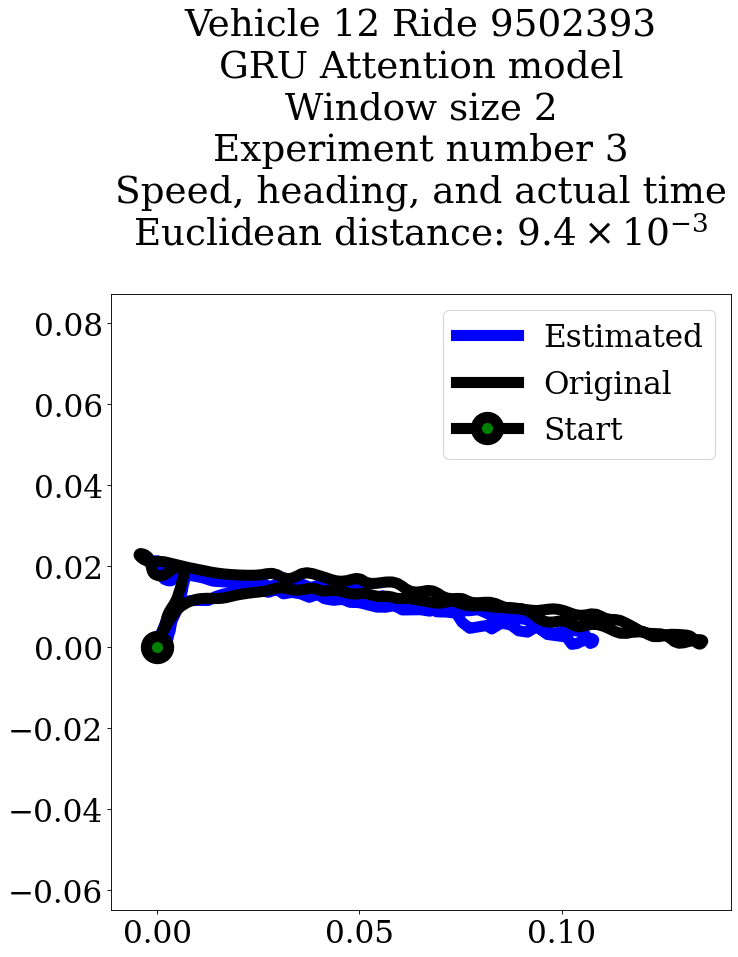 Vehicle 12 Ride 9502393
GRU Attention model
Window size 2
Experiment number 3
Speed, heading, and actual time
Euclidean distance: 9.4 × 10⁻³
Estimated
Original
Start
0.08
0.06
0.04
0.02
0.00
−0.02
−0.04
−0.06
0.00
0.05
0.10